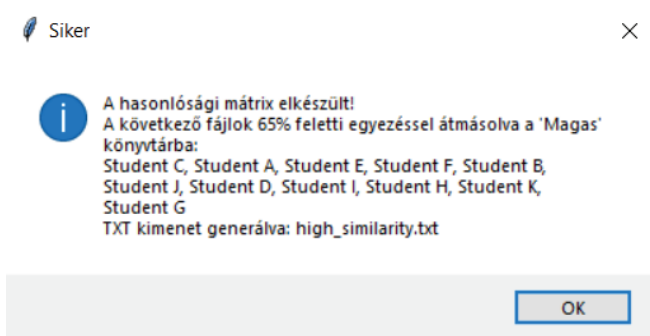 Siker
A hasonlósági mátrix elkészült!
A következő fájlok 65% feletti egyezéssel átmásolva a 'Magas'
könyvtárba:
Student C, Student A, Student E, Student F, Student B,
Student J, Student D, Student I, Student H, Student K,
Student G
TXT kimenet generálva: high_similarity.txt
OK